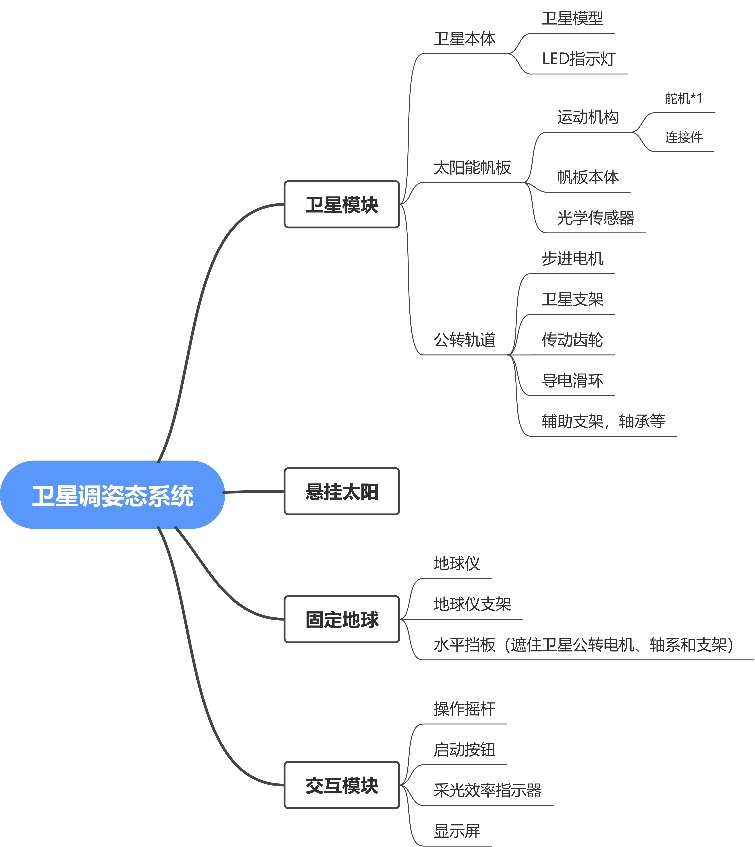 卫星调姿态系统
卫星模块
卫星本体
卫星模型
LED指示灯
太阳能帆板
运动机构
舵机*1
连接件
帆板本体
光学传感器
公转轨道
步进电机
卫星支架
传动齿轮
导电滑环
辅助支架，轴承等
悬挂太阳
固定地球
地球仪
地球仪支架
水平挡板（遮住卫星公转电机、轴系和支架）
交互模块
操作摇杆
启动按钮
采光效率指示器
显示屏